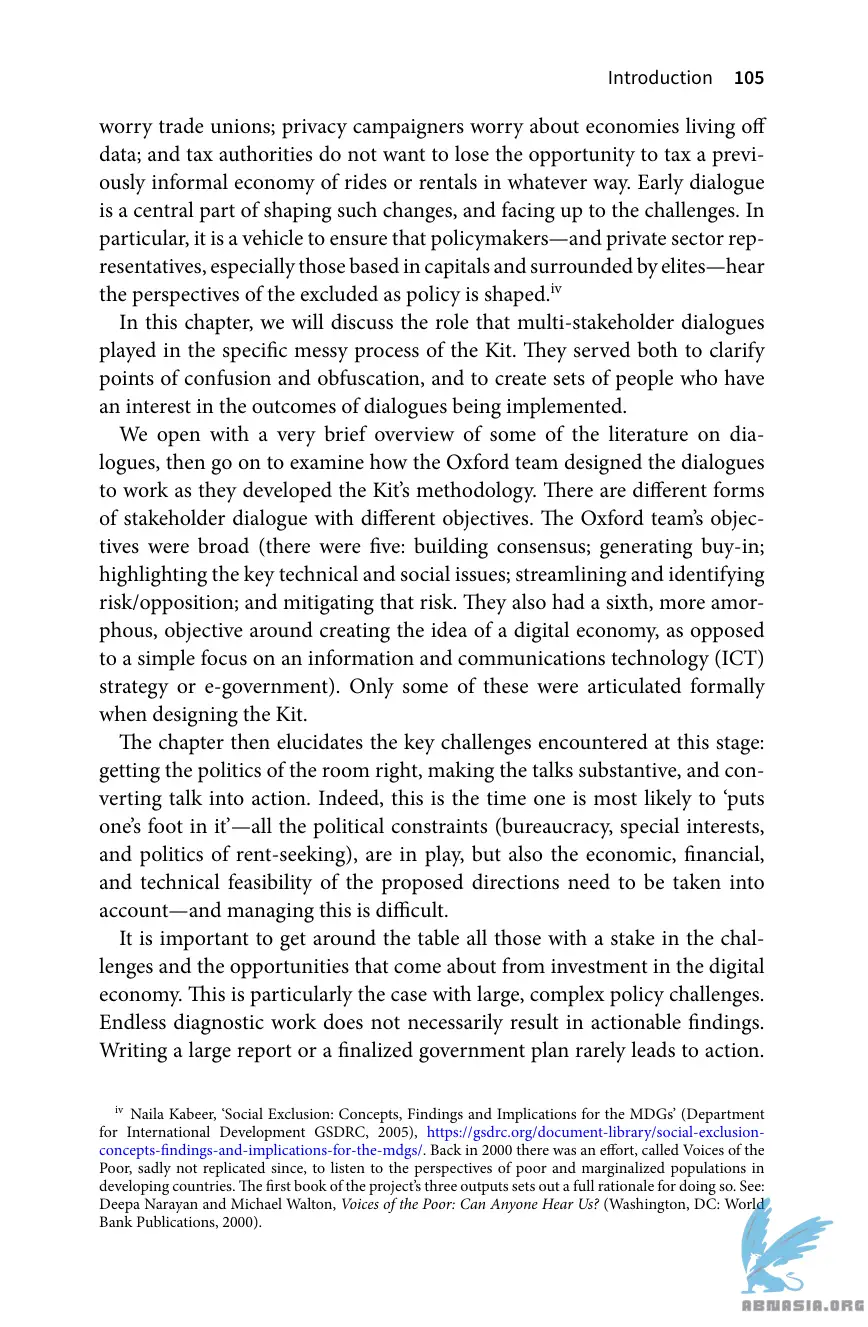 Introduction 105
worry trade unions; privacy campaigners worry about economies living off
data; and tax authorities do not want to lose the opportunity to tax a previ-
ously informal economy of rides or rentals in whatever way. Early dialogue
is a central part of shaping such changes, and facing up to the challenges. In
particular, it is a vehicle to ensure that policymakers—and private sector rep-
resentatives, especially those based in capitals and surrounded by elites—hear
the perspectives of the excluded as policy is shaped.iv
In this chapter, we will discuss the role that multi-stakeholder dialogues
played in the specific messy process of the Kit. They served both to clarify
points of confusion and obfuscation, and to create sets of people who have
an interest in the outcomes of dialogues being implemented.
We open with a very brief overview of some of the literature on dia-
logues, then go on to examine how the Oxford team designed the dialogues
to work as they developed the Kit’s methodology. There are different forms
of stakeholder dialogue with different objectives. The Oxford team’s objec-
tives were broad (there were five: building consensus; generating buy-in;
highlighting the key technical and social issues; streamlining and identifying
risk/opposition; and mitigating that risk. They also had a sixth, more amor-
phous, objective around creating the idea of a digital economy, as opposed
to a simple focus on an information and communications technology (ICT)
strategy or e-government). Only some of these were articulated formally
when designing the Kit.
The chapter then elucidates the key challenges encountered at this stage:
getting the politics of the room right, making the talks substantive, and con-
verting talk into action. Indeed, this is the time one is most likely to ‘puts
one’s foot in it’—all the political constraints (bureaucracy, special interests,
and politics of rent-seeking), are in play, but also the economic, financial,
and technical feasibility of the proposed directions need to be taken into
account—and managing this is difficult.
It is important to get around the table all those with a stake in the chal-
lenges and the opportunities that come about from investment in the digital
economy. This is particularly the case with large, complex policy challenges.
Endless diagnostic work does not necessarily result in actionable findings.
Writing a large report or a finalized government plan rarely leads to action.
iv Naila Kabeer, ‘Social Exclusion: Concepts, Findings and Implications for the MDGs’ (Department
for International Development GSDRC, 2005), https://gsdrc.org/document-library/social-exclusion-
concepts-findings-and-implications-for-the-mdgs/. Back in 2000 there was an effort, called Voices of the
Poor, sadly not replicated since, to listen to the perspectives of poor and marginalized populations in
developing countries. The first book of the project’s three outputs sets out a full rationale for doing so. See:
Deepa Narayan and Michael Walton, Voices of the Poor: Can Anyone Hear Us? (Washington, DC: World
Bank Publications, 2000).
ABNASIA.ORG